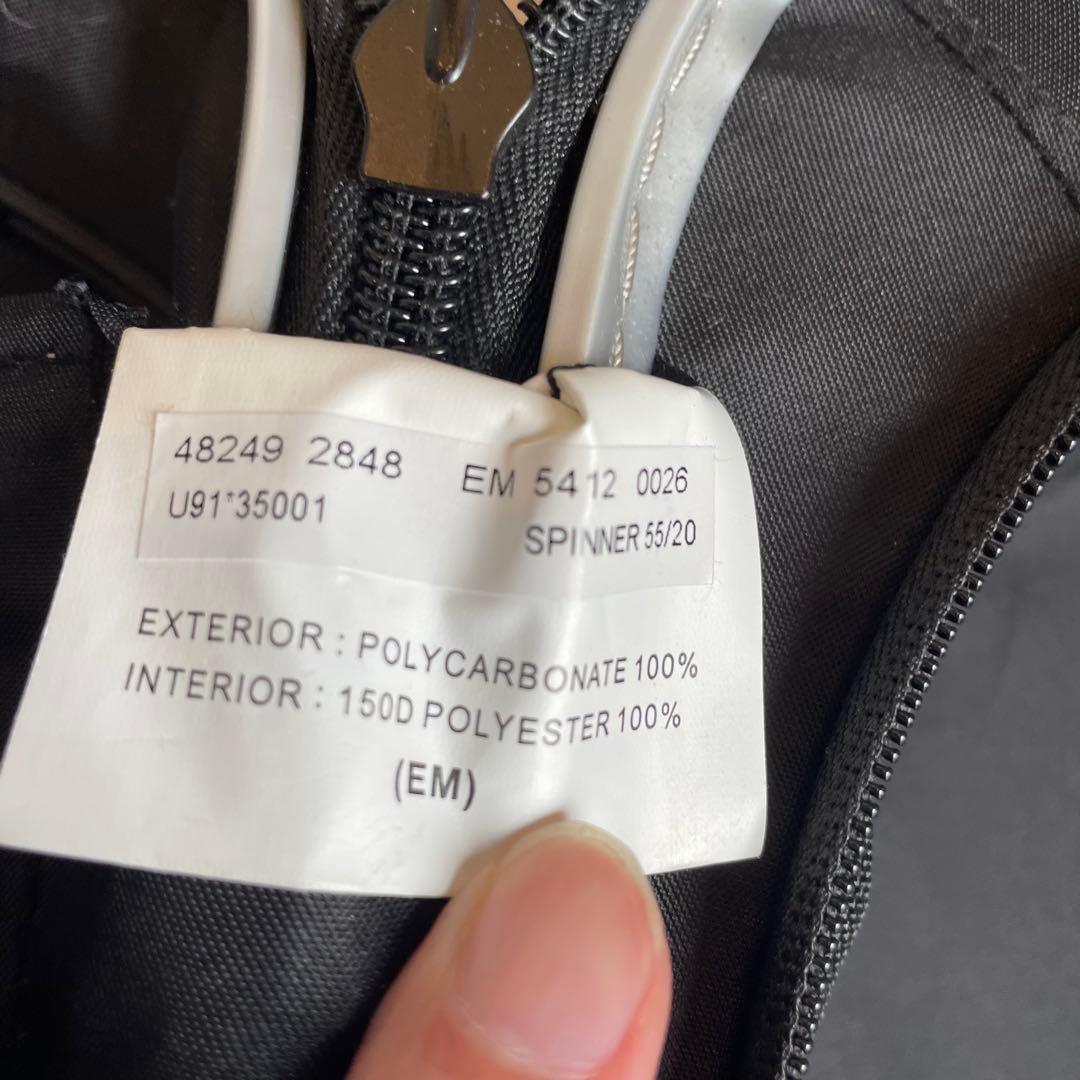 48249 2848 EM 5412 0026
U91*35001 SPINNER 55/20
EXTERIOR : POLYCARBONATE 100%
INTERIOR : 150D POLYESTER 100%
(EM)